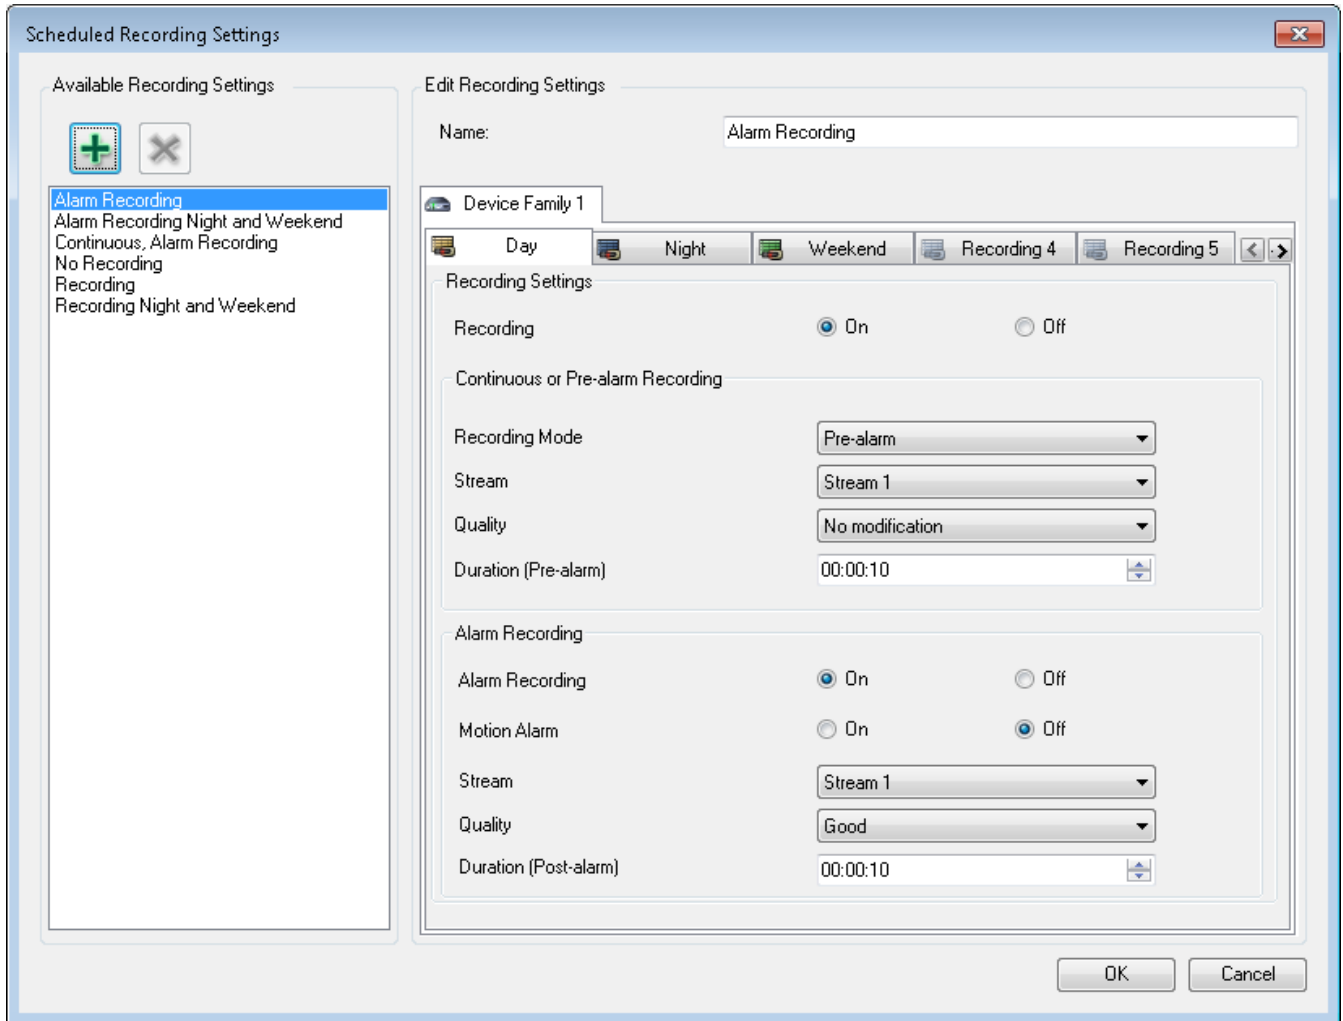 Scheduled Recording Settings
Available Recording Settings
Alarm Recording
Alarm Recording Night and Weekend
Continuous, Alarm Recording
No Recording
Recording
Recording Night and Weekend
Edit Recording Settings
Name: Alarm Recording
Device Family 1
Day Night Weekend Recording 4 Recording 5
Recording Settings
Recording On Off
Continuous or Pre-alarm Recording
Recording Mode Pre-alarm
Stream Stream 1
Quality No modification
Duration (Pre-alarm) 00:00:10
Alarm Recording
Alarm Recording On Off
Motion Alarm On Off
Stream Stream 1
Quality Good
Duration (Post-alarm) 00:00:10
OK Cancel